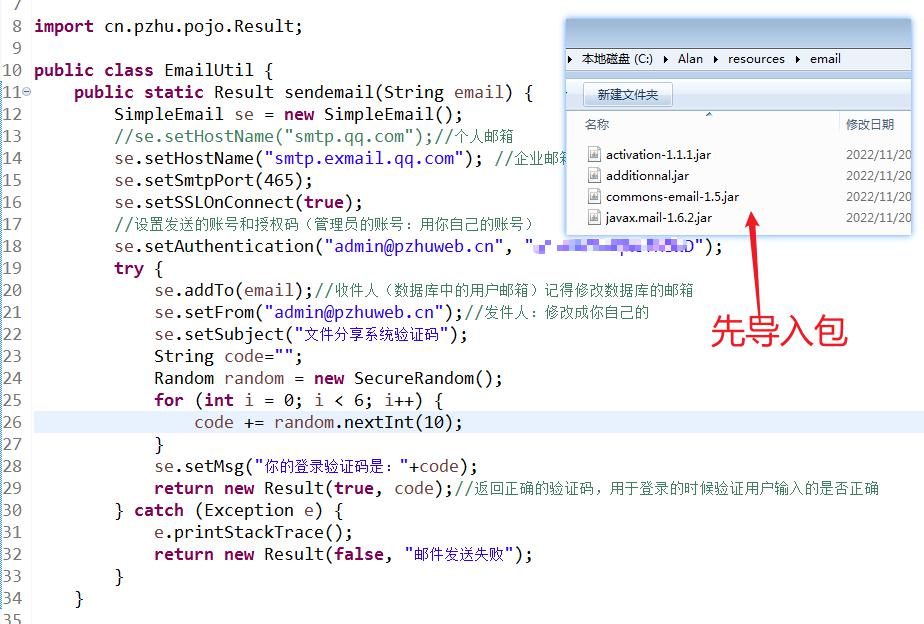 7
8 import cn.pzhu.pojo.Result;
9
10 public class EmailUtil {
11 public static Result sendemail(String email) {
12 SimpleEmail se = new SimpleEmail();
13 //se.setHostName("smtp.qq.com");//个人邮箱
14 se.setHostName("smtp.exmail.qq.com"); //企业邮箱
15 se.setSmtpPort(465);
16 se.setSSLOnConnect(true);
17 //设置发送的账号和授权码（管理员的账号：用你自己的账号）
18 se.setAuthentication("admin@pzhuweb.cn", "");
19 try {
20 se.addTo(email);//收件人（数据库中的用户邮箱）记得修改数据库的邮箱
21 se.setFrom("admin@pzhuweb.cn");//发件人：修改成你自己的
22 se.setSubject("文件分享系统验证码");
23 String code="";
24 Random random = new SecureRandom();
25 for (int i = 0; i < 6; i++) {
26 code += random.nextInt(10);
27 }
28 se.setMsg("你的登录验证码是："+code);
29 return new Result(true, code);//返回正确的验证码，用于登录的时候验证用户输入的是否正确
30 } catch (Exception e) {
31 e.printStackTrace();
32 return new Result(false, "邮件发送失败");
33 }
34 }
35
本地磁盘 (C:) Alan resources email
新建文件夹
名称 修改日期
activation-1.1.1.jar 2022/11/20
additionnal.jar 2022/11/20
commons-email-1.5.jar 2022/11/20
javax.mail-1.6.2.jar 2022/11/20
先导入包